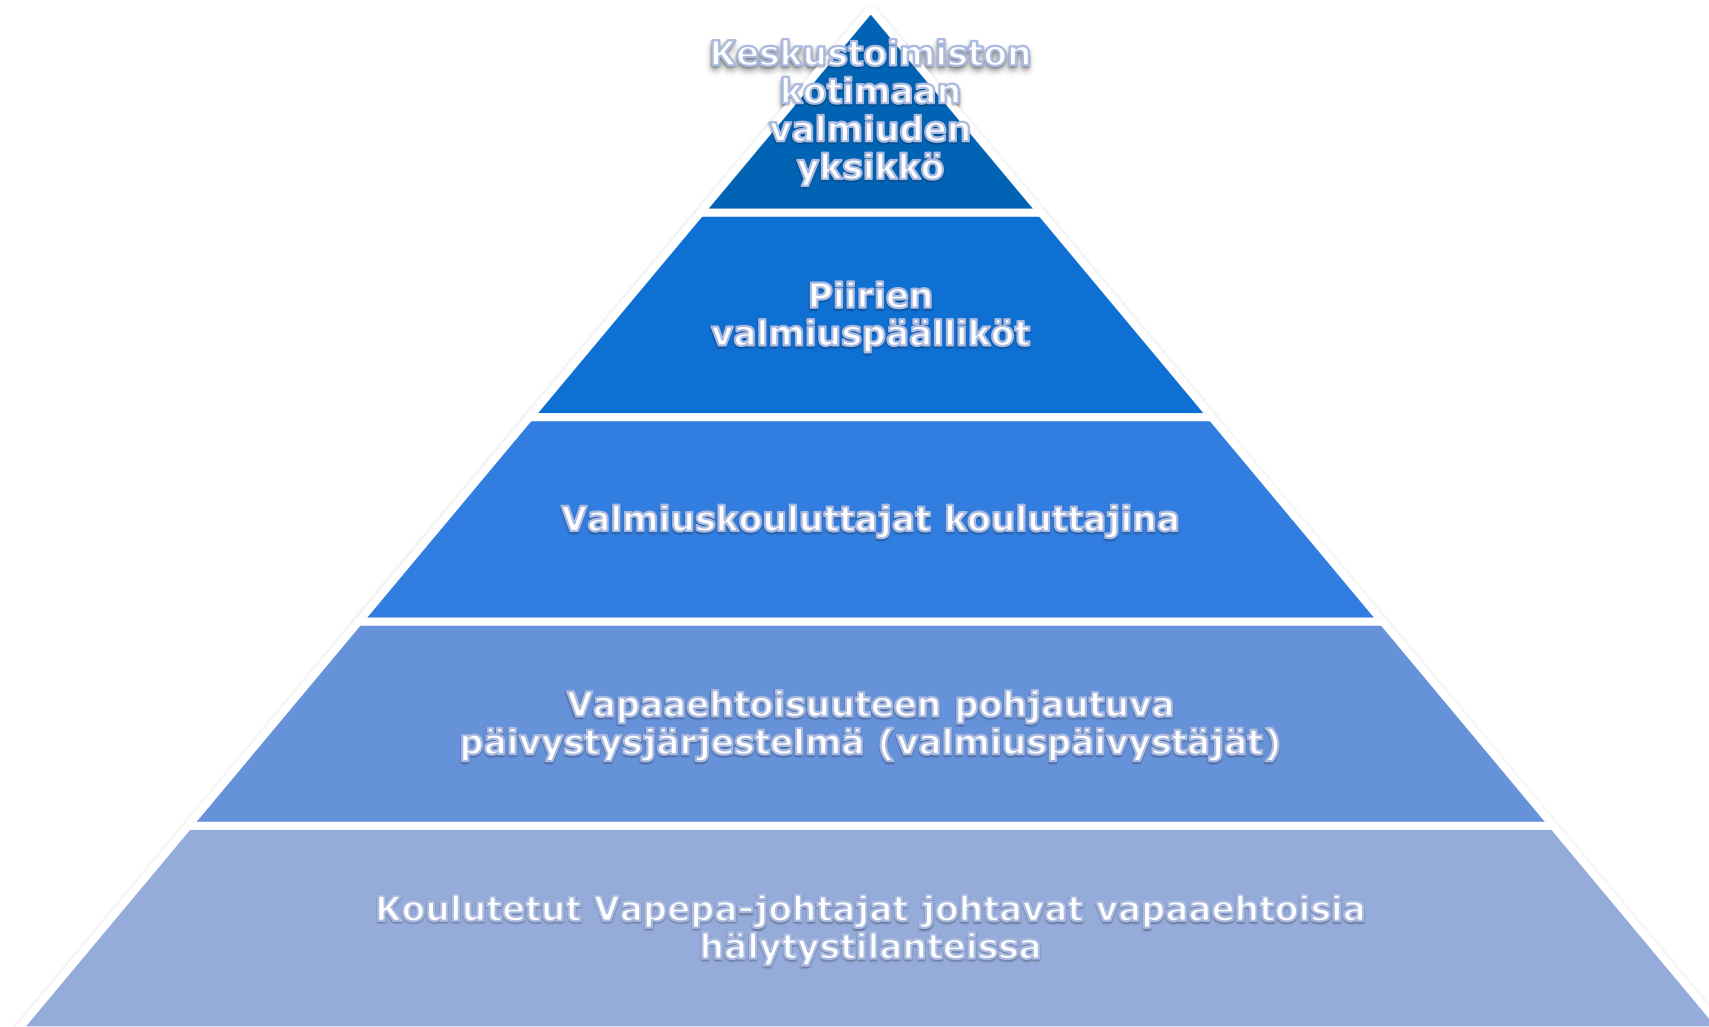 Keskustoimiston
kotimaan
valmiuden
yksikkö
Piirien
valmiuspäälliköt
Valmiuskouluttajat kouluttajina
Vapaaehtoisuuteen pohjautuva
päivystysjärjestelmä (valmiuspäivystäjät)
Koulutetut Vapepa-johtajat johtavat vapaaehtoisia
hälytystilanteissa